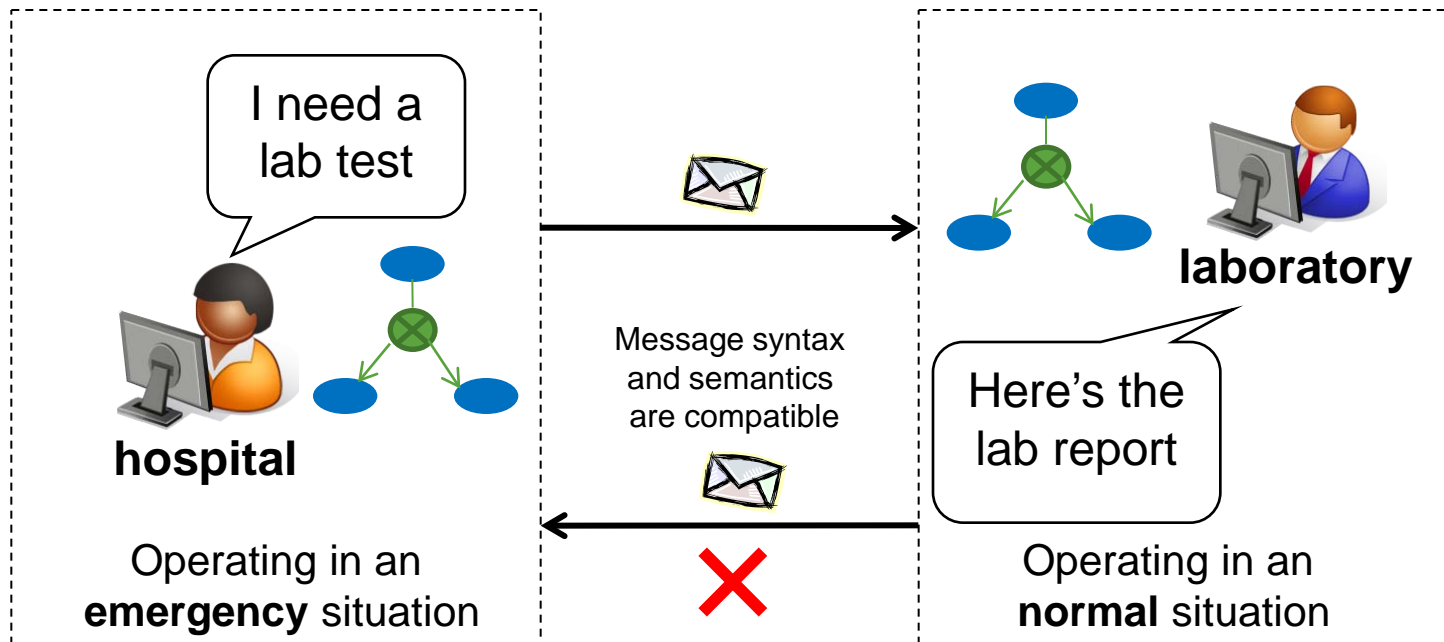 I need a
lab test
hospital
Operating in an
emergency situation
Message syntax
and semantics
are compatible
laboratory
Here’s the
lab report
Operating in an
normal situation